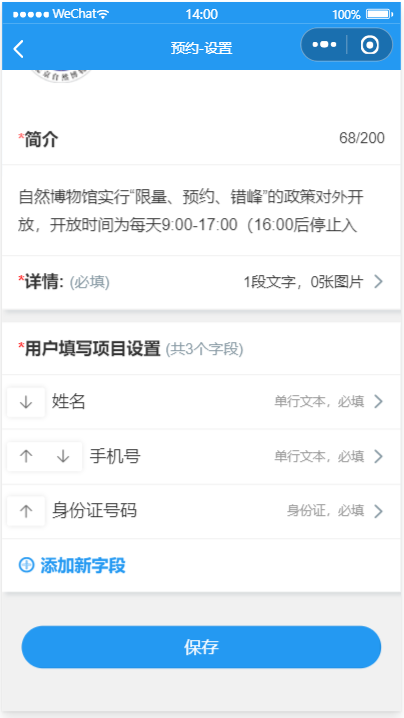 WeChat 14:00 100%
预约-设置
*简介 68/200
自然博物馆实行“限量、预约、错峰”的政策对外开
放，开放时间为每天9:00-17:00（16:00后停止入
*详情: (必填) 1段文字，0张图片
*用户填写项目设置 (共3个字段)
姓名 单行文本，必填
手机号 单行文本，必填
身份证号码 身份证，必填
添加新字段
保存